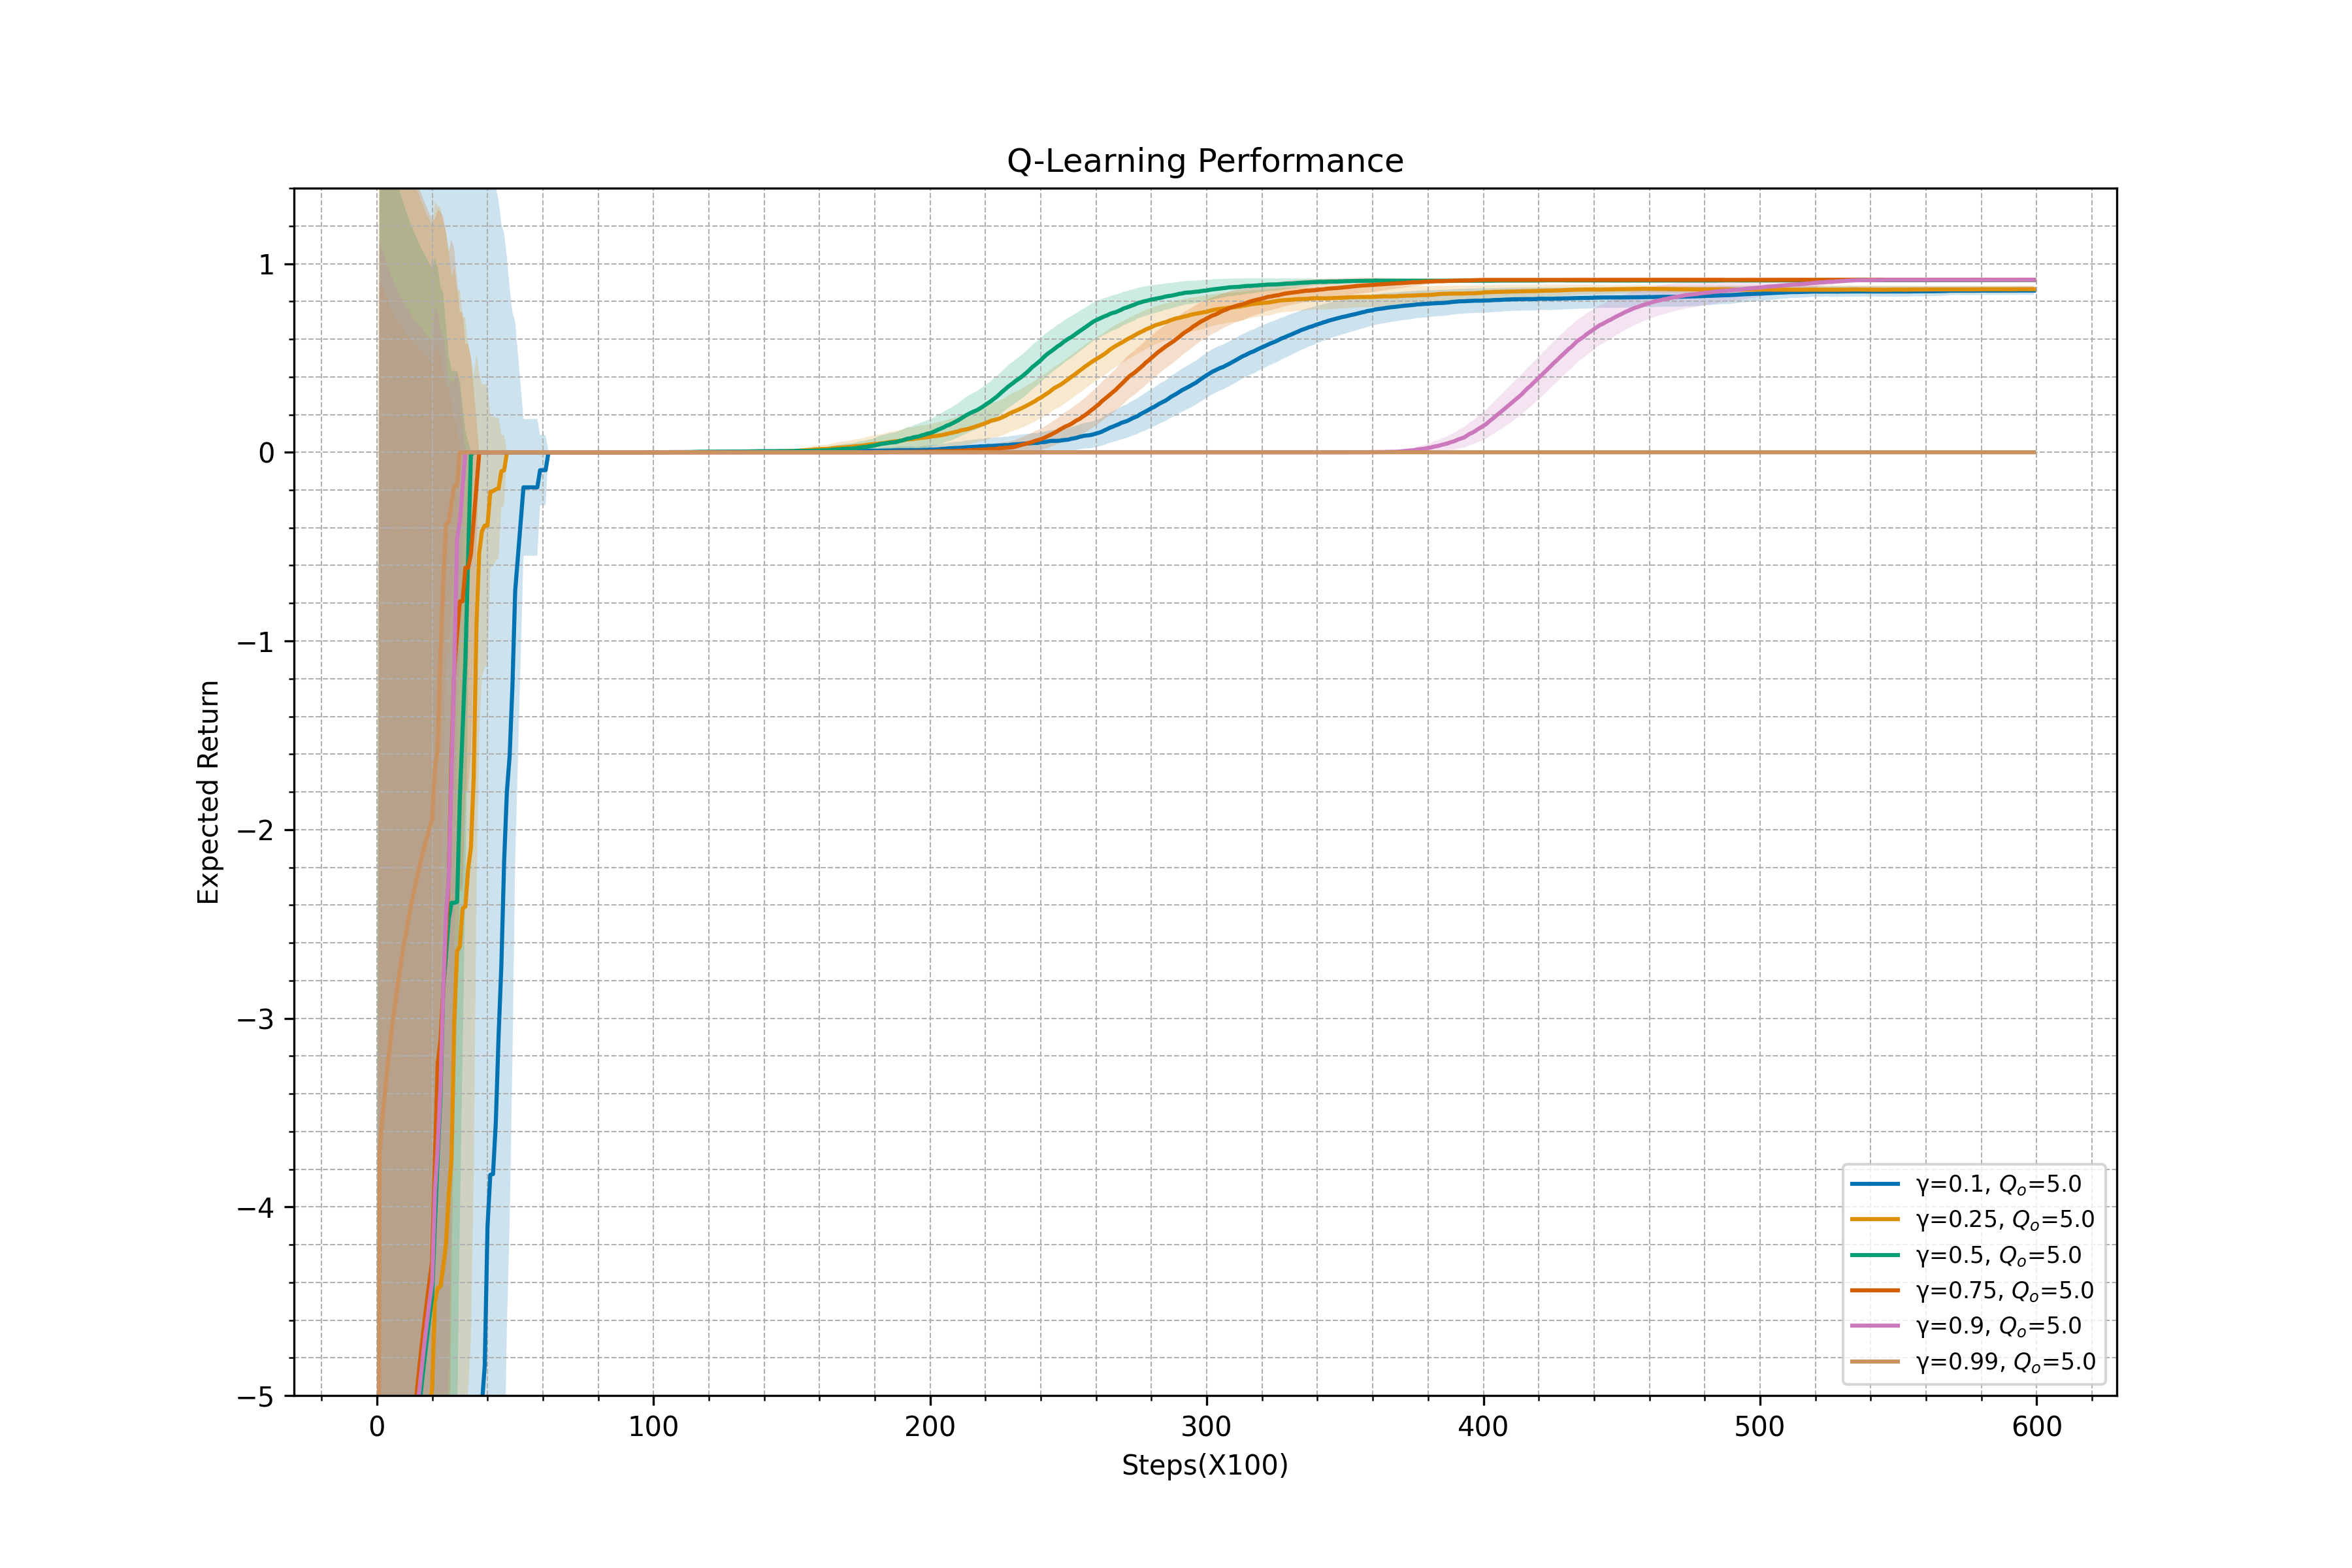 Q-Learning Performance
1
0
−1
−2
−3
−4
−5
Expected Return
0 100 200 300 400 500 600
Steps(X100)
γ=0.1, Qo=5.0
γ=0.25, Qo=5.0
γ=0.5, Qo=5.0
γ=0.75, Qo=5.0
γ=0.9, Qo=5.0
γ=0.99, Qo=5.0